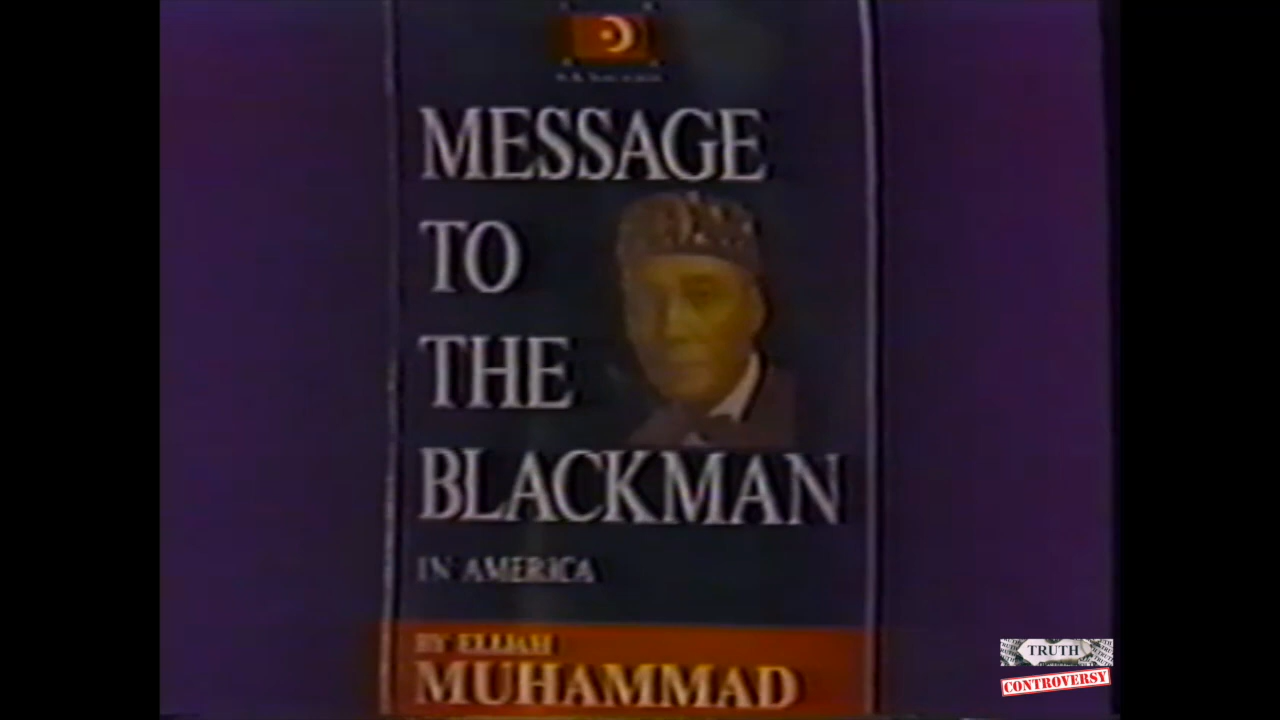 MESSAGE
TO
THE
BLACKMAN
IN AMERICA
BY ELIJAH
MUHAMMAD
TRUTH
CONTROVERSY